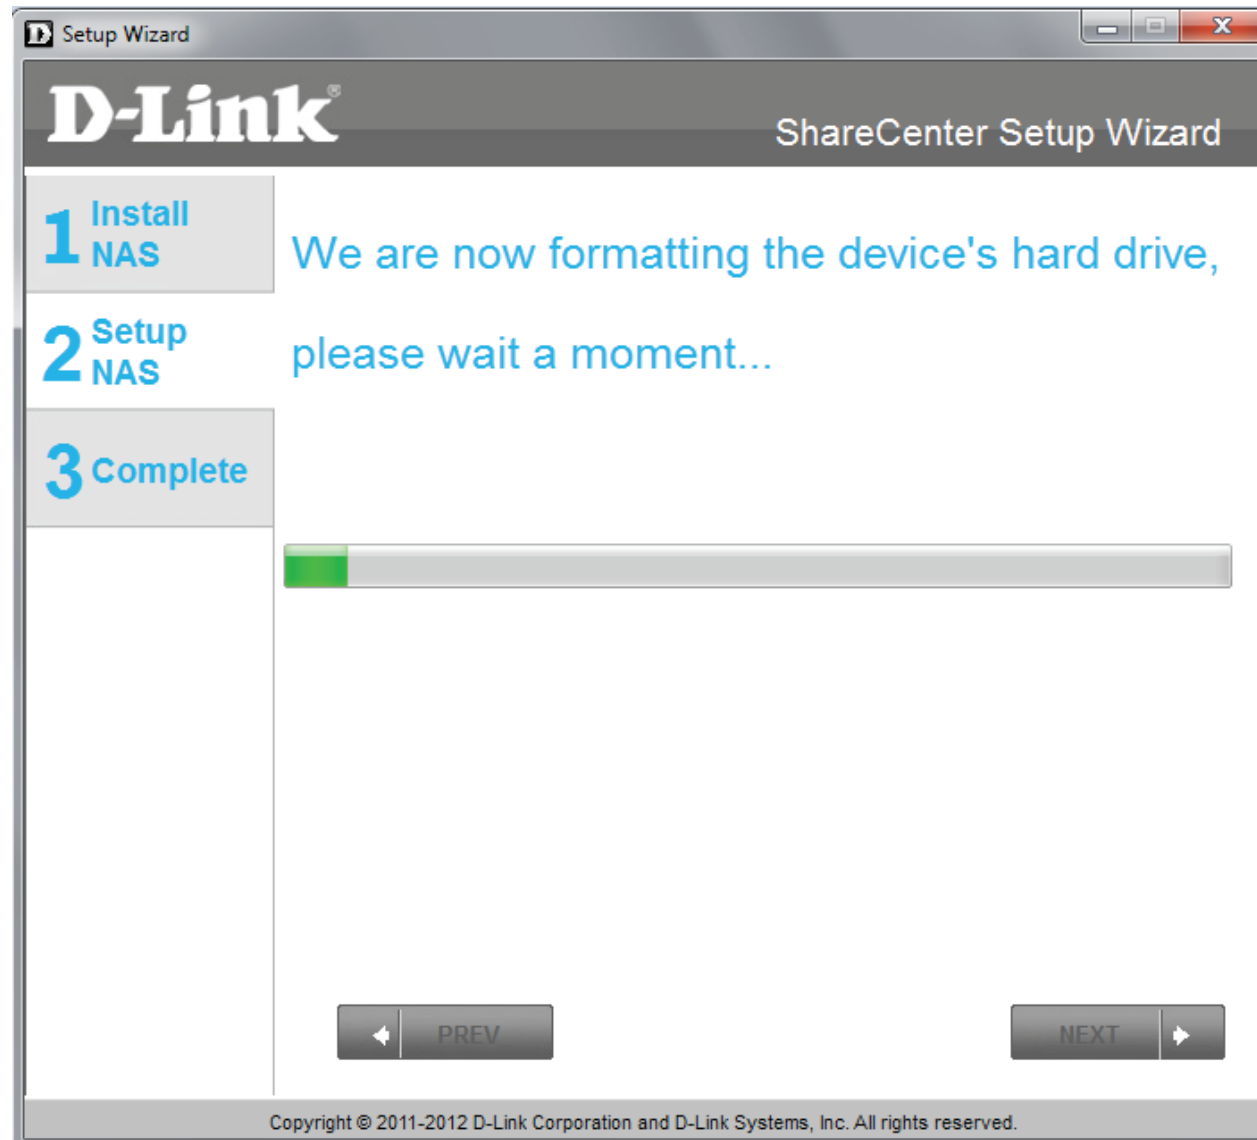 Setup Wizard
D-Link®
ShareCenter Setup Wizard
1 Install
NAS
2 Setup
NAS
3 Complete
We are now formatting the device's hard drive,
please wait a moment...
PREV
NEXT
Copyright © 2011-2012 D-Link Corporation and D-Link Systems, Inc. All rights reserved.